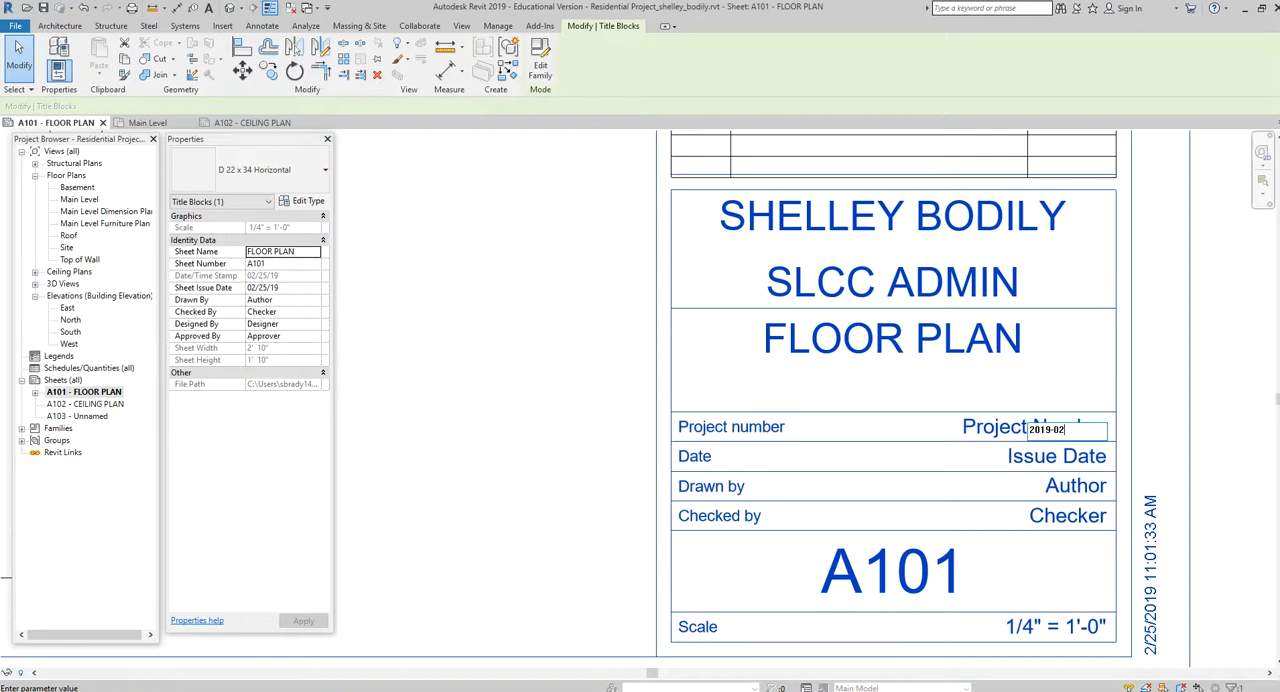 Autodesk Revit 2019 - Educational Version - Residential Project_shelley_bodily.rvt - Sheet: A101 - FLOOR PLAN
Type a keyword or phrase
Sign In
File Architecture Structure Steel Systems Insert Annotate Analyze Massing & Site Collaborate View Manage Add-Ins Modify | Title Blocks
Modify
Paste
Cope
Cut
Join
Edit
Family
Select Properties Clipboard Geometry Modify View Measure Create Mode
Modify | Title Blocks
A101 - FLOOR PLAN Main Level A102 - CEILING PLAN
Project Browser - Residential Projec...
Views (all)
Structural Plans
Floor Plans
Basement
Main Level
Main Level Dimension Plan
Main Level Furniture Plan
Roof
Site
Top of Wall
Ceiling Plans
3D Views
Elevations (Building Elevation)
East
North
South
West
Legends
Schedules/Quantities (all)
Sheets (all)
A101 - FLOOR PLAN
A102 - CEILING PLAN
A103 - Unnamed
Families
Groups
Revit Links
Properties
D 22 x 34 Horizontal
Title Blocks (1) Edit Type
Graphics
Scale 1/4" = 1'-0"
Identity Data
Sheet Name FLOOR PLAN
Sheet Number A101
Date/Time Stamp 02/25/19
Sheet Issue Date 02/25/19
Drawn By Author
Checked By Checker
Designed By Designer
Approved By Approver
Sheet Width 2' 10"
Sheet Height 1' 10"
Other
File Path C:\Users\sbrady14...
Properties help Apply
SHELLEY BODILY
SLCC ADMIN
FLOOR PLAN
Project number Project
2019-02
Date Issue Date
Drawn by Author
Checked by Checker
A101
Scale 1/4" = 1'-0"
2/25/2019 11:01:33 AM
Enter parameter value
:0
Main Model
:1